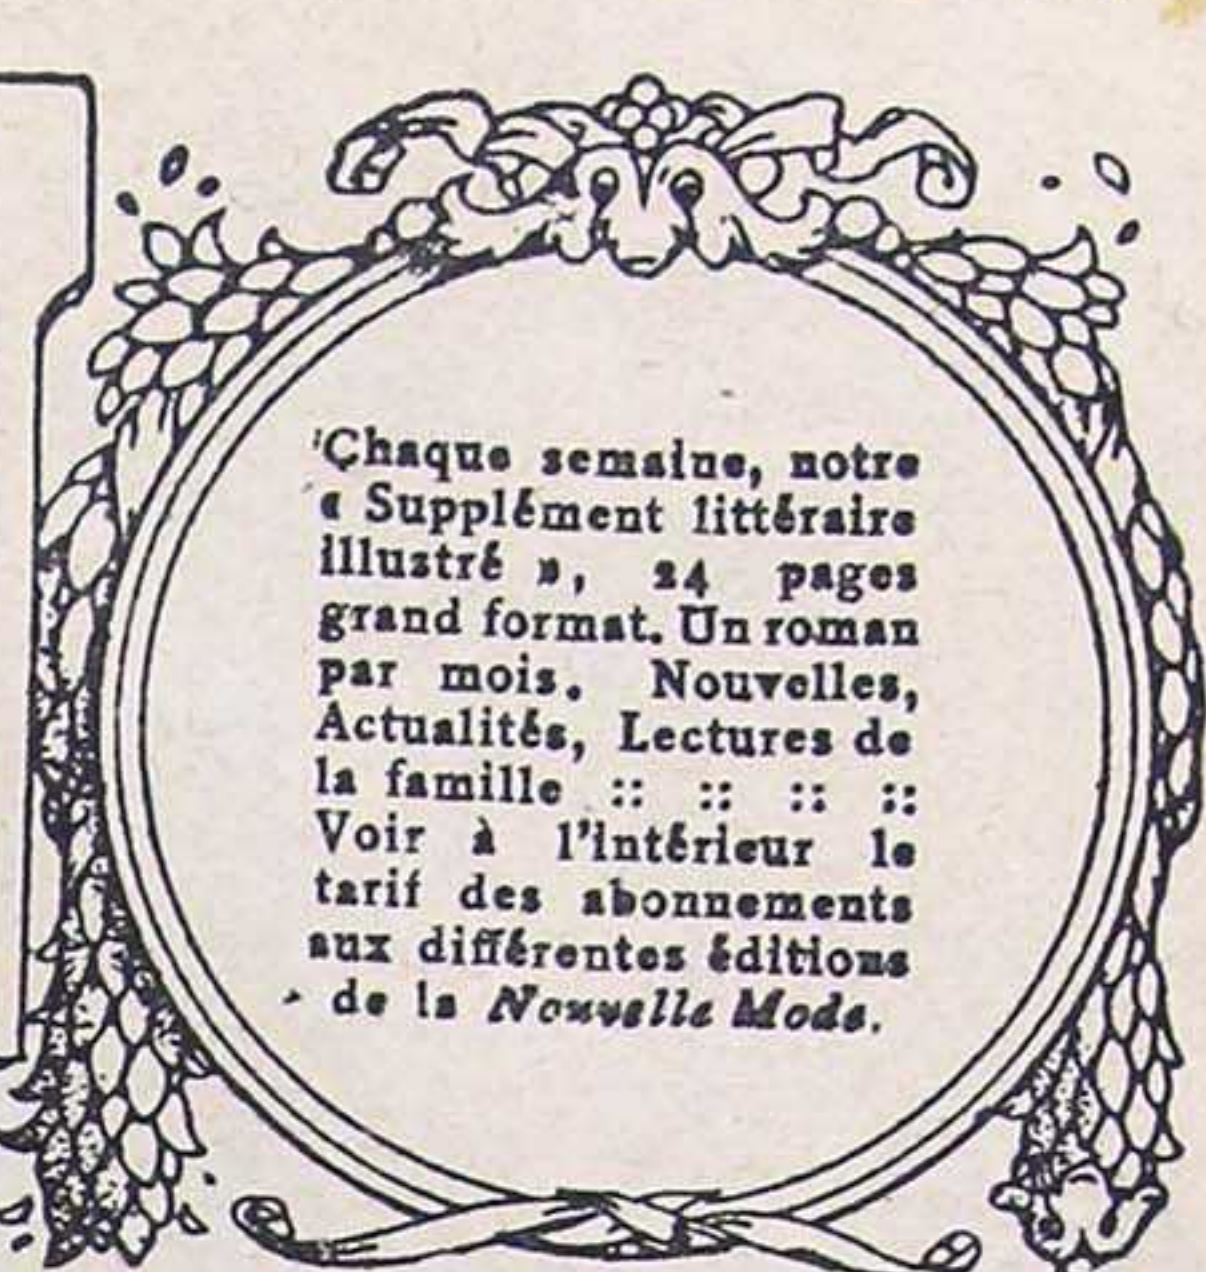 Chaque semaine, notre
« Supplément littéraire
illustré », 24 pages
grand format. Un roman
par mois. Nouvelles,
Actualités, Lectures de
la famille :: :: :: ::
Voir à l'intérieur le
tarif des abonnements
aux différentes éditions
de la Nouvelle Mode.